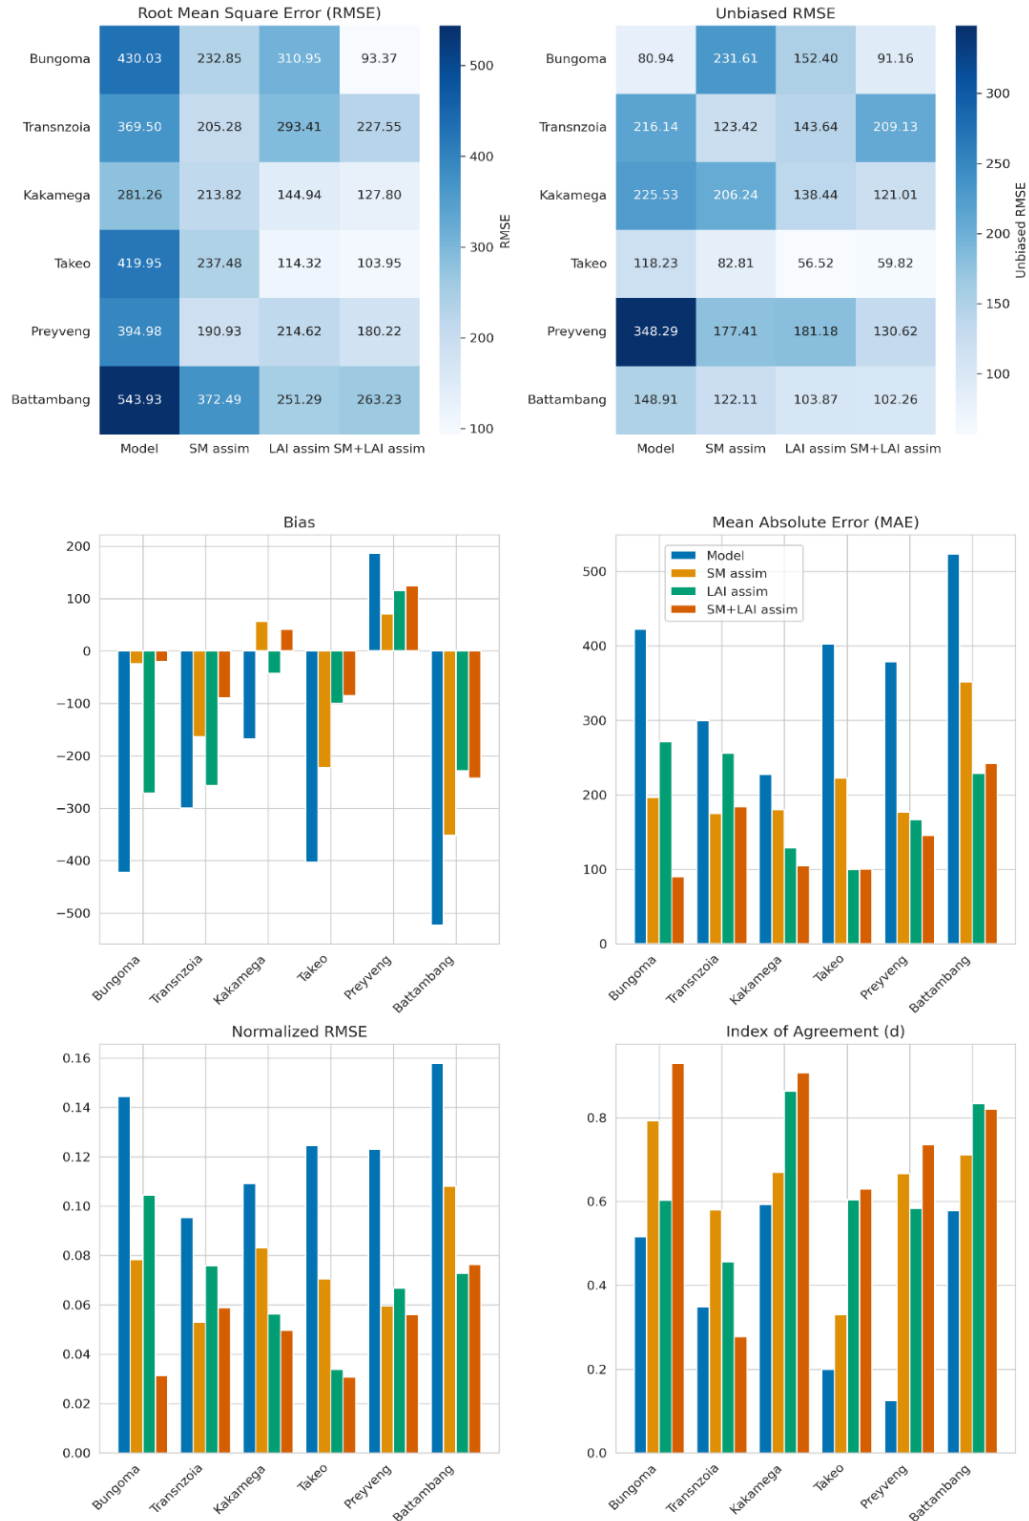 Root Mean Square Error (RMSE)
Bungoma 430.03 232.85 310.95 93.37
Transnzoia 369.50 205.28 293.41 227.55
Kakamega 281.26 213.82 144.94 127.80
Takeo 419.95 237.48 114.32 103.95
Preyveng 394.98 190.93 214.62 180.22
Battambang 543.93 372.49 251.29 263.23
Model SM assim LAI assim SM+LAI assim
500
400
300
200
100
RMSE
Unbiased RMSE
Bungoma 80.94 231.61 152.40 91.16
Transnzoia 216.14 123.42 143.64 209.13
Kakamega 225.53 206.24 138.44 121.01
Takeo 118.23 82.81 56.52 59.82
Preyveng 348.29 177.41 181.18 130.62
Battambang 148.91 122.11 103.87 102.26
Model SM assim LAI assim SM+LAI assim
300
250
200
150
100
Unbiased RMSE
Bias
200
100
0
−100
−200
−300
−400
−500
Bungoma Transnzoia Kakamega Takeo Preyveng Battambang
Mean Absolute Error (MAE)
Model
SM assim
LAI assim
SM+LAI assim
500
400
300
200
100
0
Bungoma Transnzoia Kakamega Takeo Preyveng Battambang
Normalized RMSE
0.16
0.14
0.12
0.10
0.08
0.06
0.04
0.02
0.00
Bungoma Transnzoia Kakamega Takeo Preyveng Battambang
Index of Agreement (d)
0.8
0.6
0.4
0.2
0.0
Bungoma Transnzoia Kakamega Takeo Preyveng Battambang